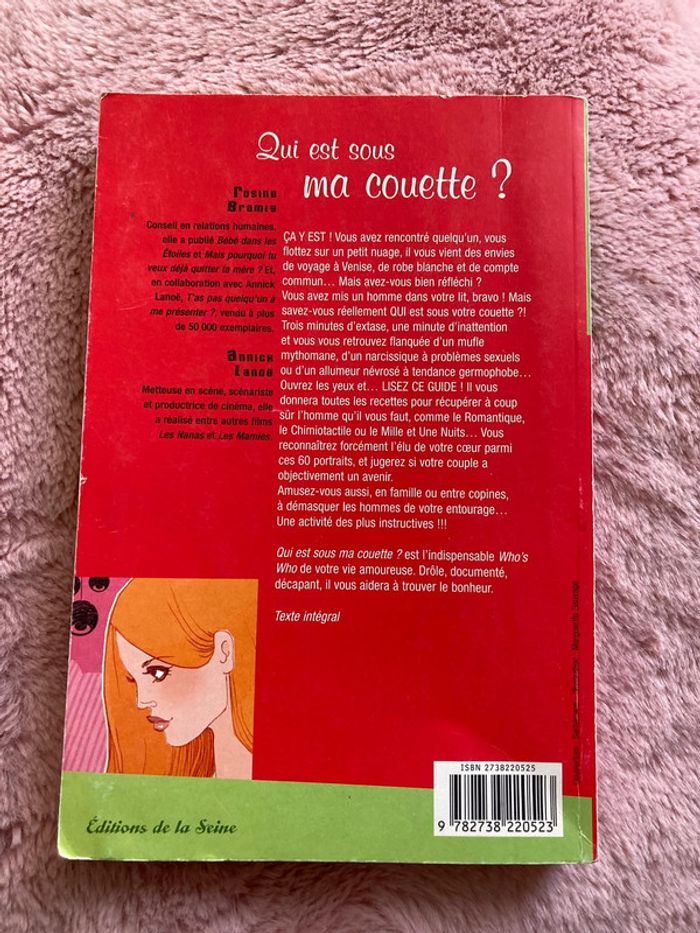 Qui est sous
ma couette ?
Rosine
Bramly
Conseil en relations humaines,
elle a publié Bébé dans les
Étoiles et Mais pourquoi tu
veux déjà quitter ta mère ? Et,
en collaboration avec Annick
Lanoë, T'as pas quelqu'un à
me présenter ?, vendu à plus
de 50 000 exemplaires.
Annick
Lanoë
Metteuse en scène, scénariste
et productrice de cinéma, elle
a réalisé entre autres films
Les Nanas et Les Mamies.
ÇA Y EST ! Vous avez rencontré quelqu'un, vous
flottez sur un petit nuage, il vous vient des envies
de voyage à Venise, de robe blanche et de compte
commun… Mais avez-vous bien réfléchi ?
Vous avez mis un homme dans votre lit, bravo ! Mais
savez-vous réellement QUI est sous votre couette ?!
Trois minutes d'extase, une minute d'inattention
et vous vous retrouvez flanquée d'un mufle
mythomane, d'un narcissique à problèmes sexuels
ou d'un allumeur névrosé à tendance germophobe…
Ouvrez les yeux et… LISEZ CE GUIDE ! Il vous
donnera toutes les recettes pour récupérer à coup
sûr l'homme qu'il vous faut, comme le Romantique,
le Chimiotactile ou le Mille et Une Nuits… Vous
reconnaîtrez forcément l'élu de votre cœur parmi
ces 60 portraits, et jugerez si votre couple a
objectivement un avenir.
Amusez-vous aussi, en famille ou entre copines,
à démasquer les hommes de votre entourage…
Une activité des plus instructives !!!
Qui est sous ma couette ? est l'indispensable Who's
Who de votre vie amoureuse. Drôle, documenté,
décapant, il vous aidera à trouver le bonheur.
Texte intégral
ISBN 2738220525
9 782738 220523
Éditions de la Seine